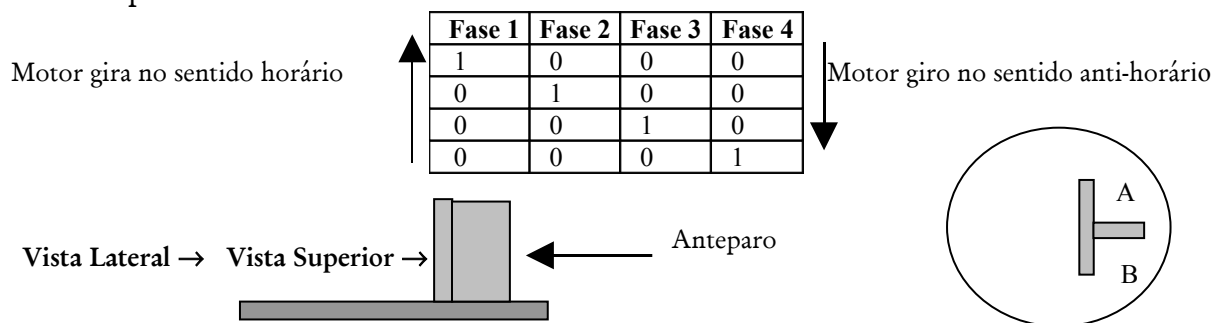 Fase 1 Fase 2 Fase 3 Fase 4
1 0 0 0
Motor gira no sentido horário
Motor giro no sentido anti-horário
0 1 0 0
0 0 1 0
0 0 0 1
A
Anteparo
Vista Lateral → Vista Superior →
B